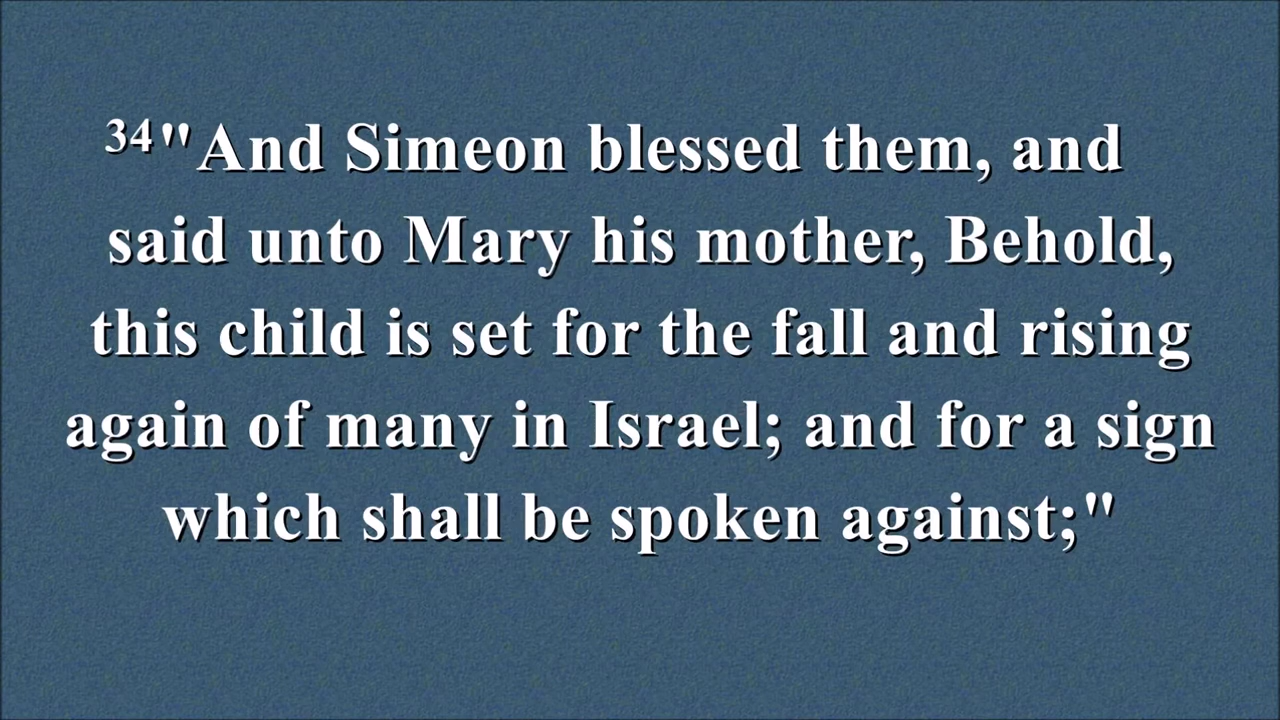 34"And Simeon blessed them, and
said unto Mary his mother, Behold,
this child is set for the fall and rising
again of many in Israel; and for a sign
which shall be spoken against;"